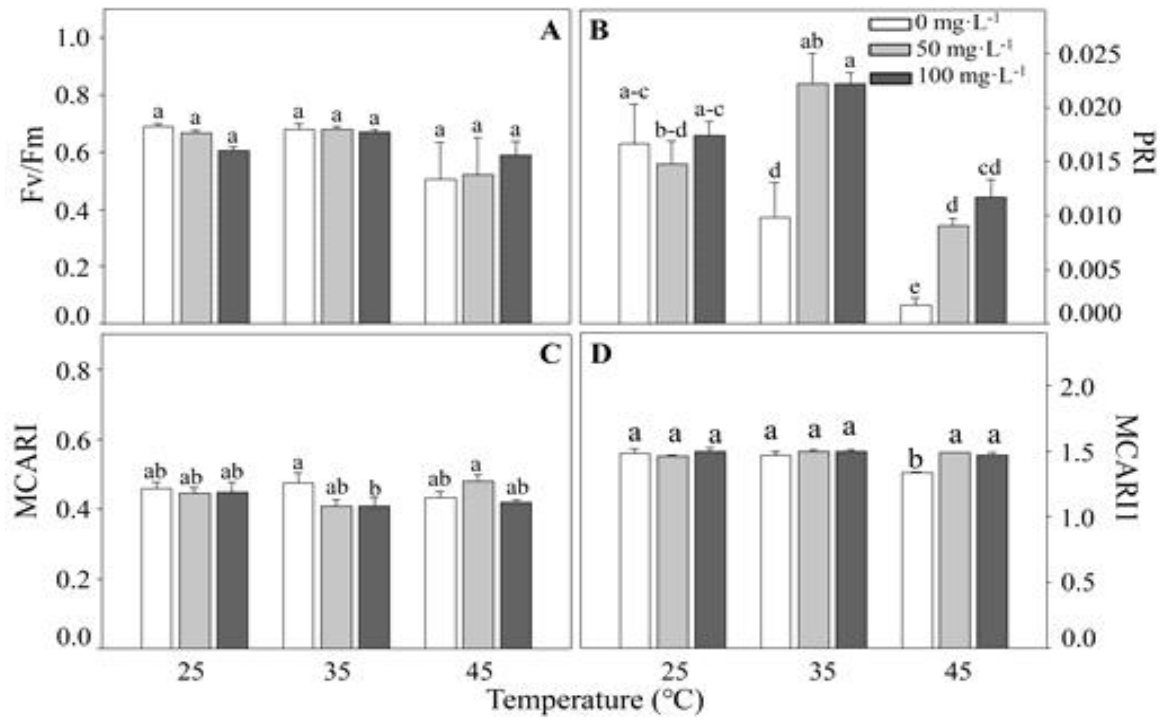 A
1.0
0.8
0.6
0.4
0.2
0.0
Fv/Fm
a a a
a a a
a a a
B
0 mg·L-1
50 mg·L-1
100 mg·L-1
a-c b-d a-c
d ab a
e d cd
0.025
0.020
0.015
0.010
0.005
0.000
PRI
C
0.8
0.6
0.4
0.2
0.0
MCARI
ab ab ab
a ab b
ab a ab
25 35 45
D
a a a
a a a
b a a
2.0
1.5
1.0
0.5
0.0
MCARI1
25 35 45
Temperature (°C)